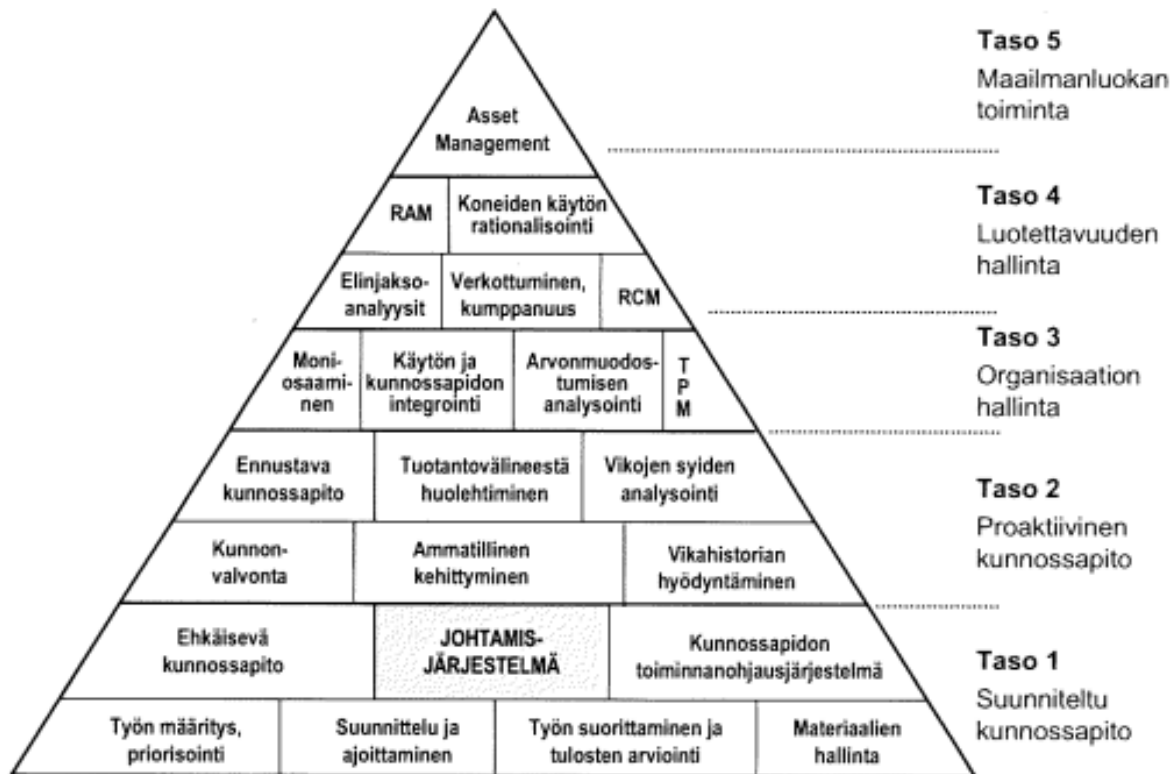 Taso 5
Maailmanluokan
toiminta
Asset
Management
Taso 4
Luotettavuuden
hallinta
RAM
Koneiden käytön
rationalisointi
Elinjakso-
analyysit
Verkottuminen,
kumppanuus
RCM
Taso 3
Organisaation
hallinta
Moni-
osaami-
nen
Käytön ja
kunnossapidon
integrointi
Arvonmuodos-
tumisen
analysointi
T
P
M
Taso 2
Proaktiivinen
kunnossapito
Ennustava
kunnossapito
Tuotantovälineestä
huolehtiminen
Vikojen syiden
analysointi
Kunnon-
valvonta
Ammatillinen
kehittyminen
Vikahistorian
hyödyntäminen
Taso 1
Suunniteltu
kunnossapito
Ehkäisevä
kunnossapito
JOHTAMIS-
JÄRJESTELMÄ
Kunnossapidon
toiminnanohjausjärjestelmä
Työn määritys,
priorisointi
Suunnittelu ja
ajoittaminen
Työn suorittaminen ja
tulosten arviointi
Materiaalien
hallinta